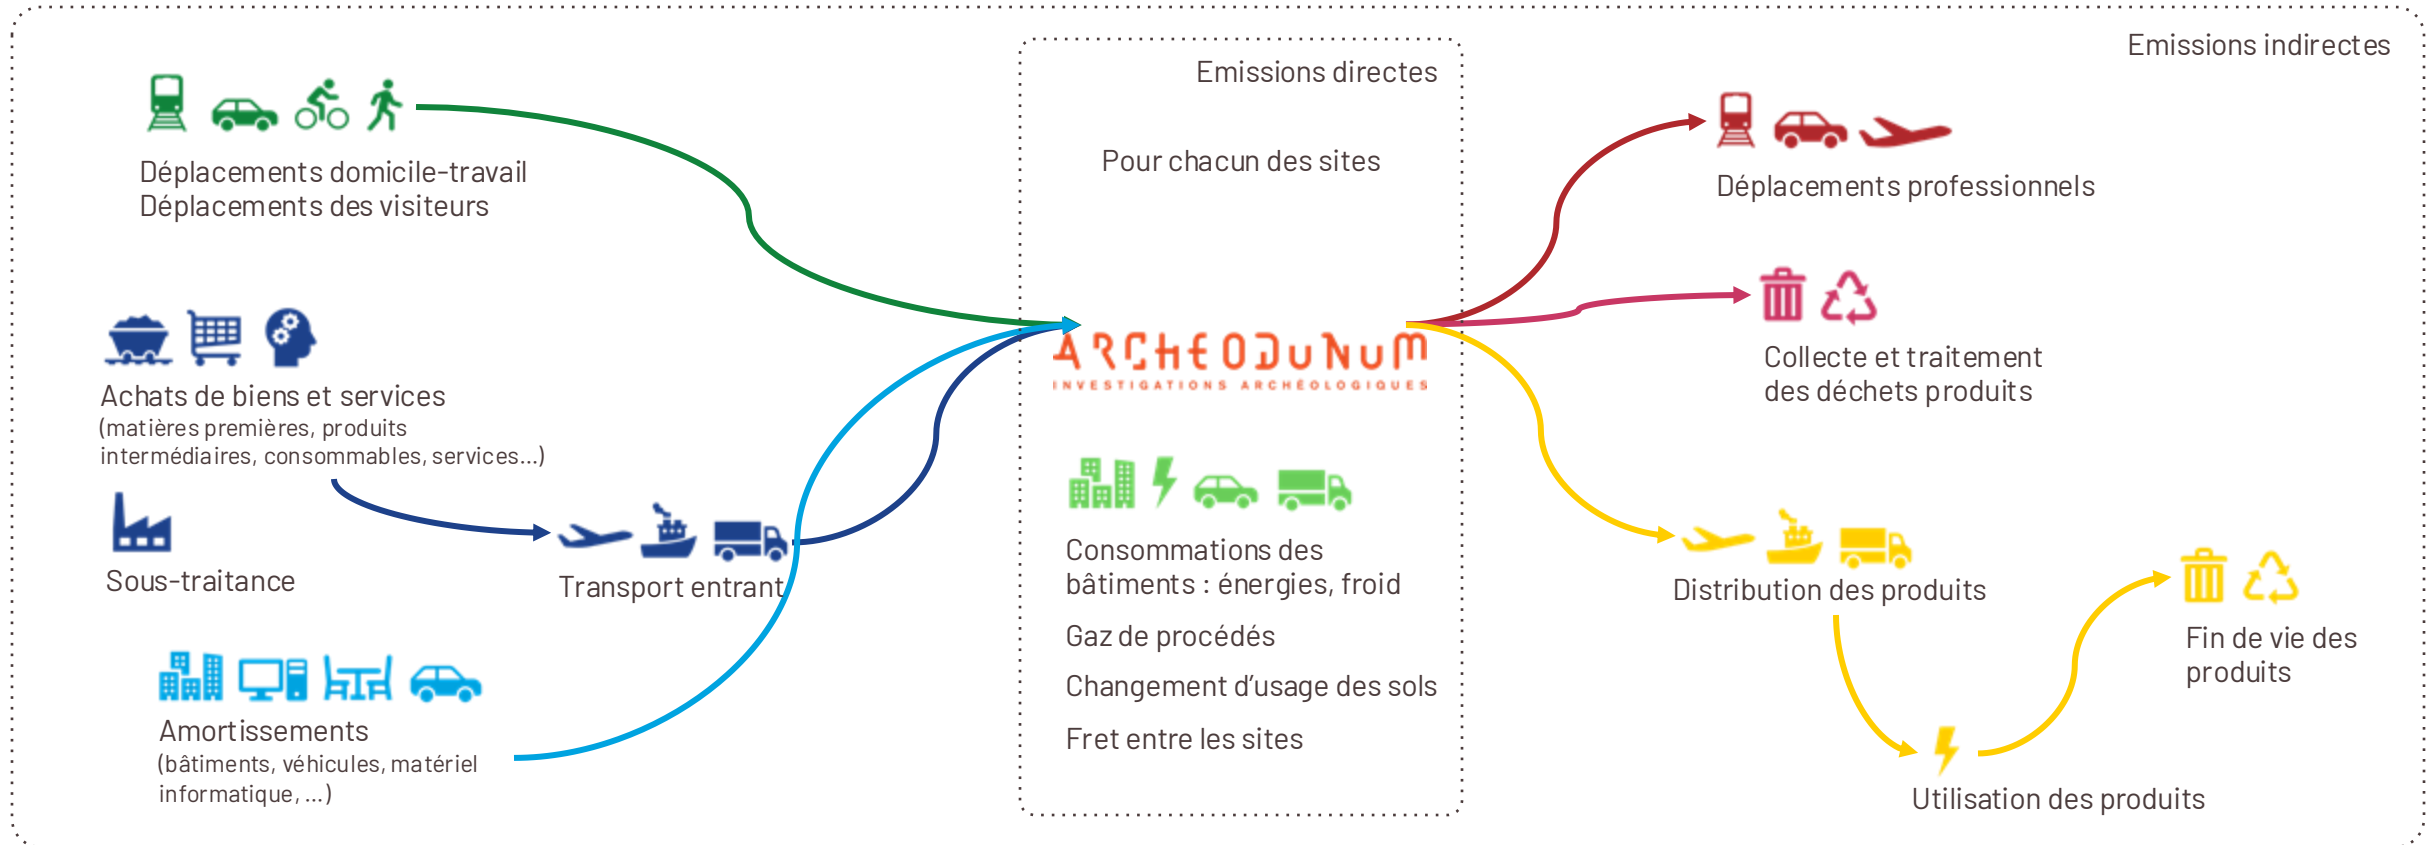 Emissions indirectes
Emissions directes
Pour chacun des sites
Déplacements domicile-travail
Déplacements des visiteurs
Achats de biens et services
(matières premières, produits
intermédiaires, consommables, services...)
Sous-traitance
Transport entrant
Amortissements
(bâtiments, véhicules, matériel
informatique, ...)
ARCHEODUNUM
INVESTIGATIONS ARCHÉOLOGIQUES
Consommations des
bâtiments : énergies, froid
Gaz de procédés
Changement d’usage des sols
Fret entre les sites
Déplacements professionnels
Collecte et traitement
des déchets produits
Distribution des produits
Utilisation des produits
Fin de vie des
produits